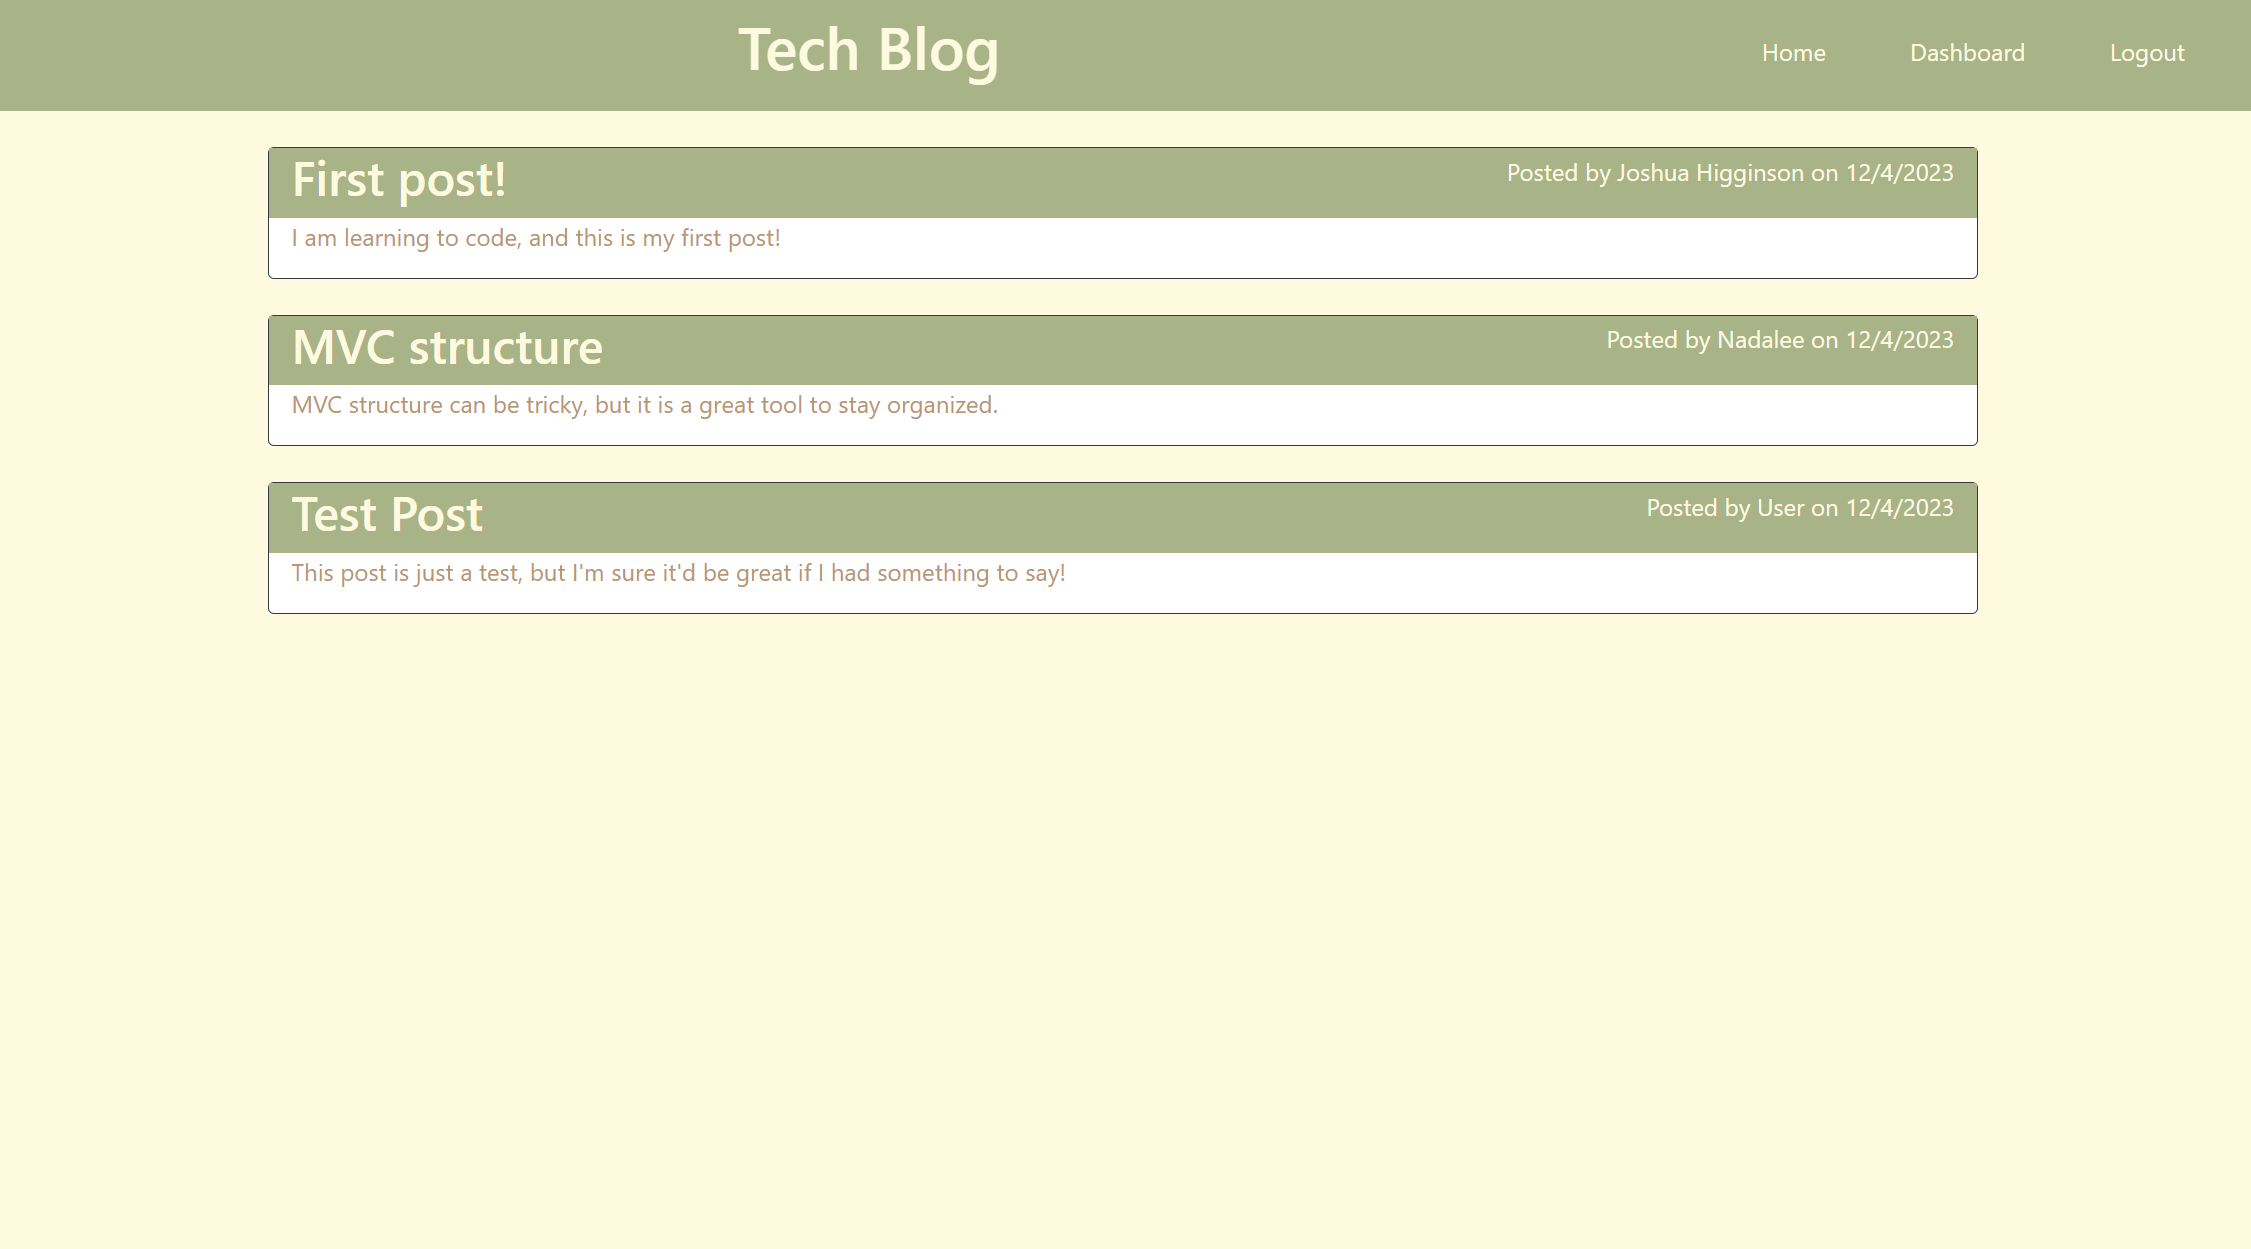 Tech Blog
Home Dashboard Logout
First post! Posted by Joshua Higginson on 12/4/2023
I am learning to code, and this is my first post!
MVC structure Posted by Nadalee on 12/4/2023
MVC structure can be tricky, but it is a great tool to stay organized.
Test Post Posted by User on 12/4/2023
This post is just a test, but I'm sure it'd be great if I had something to say!